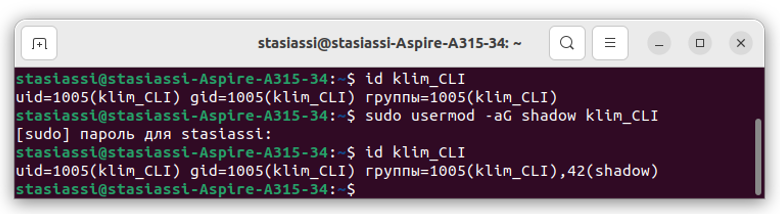 stasiassi@stasiassi-Aspire-A315-34: ~
stasiassi@stasiassi-Aspire-A315-34:~$ id klim_CLI
uid=1005(klim_CLI) gid=1005(klim_CLI) группы=1005(klim_CLI)
stasiassi@stasiassi-Aspire-A315-34:~$ sudo usermod -aG shadow klim_CLI
[sudo] пароль для stasiassi:
stasiassi@stasiassi-Aspire-A315-34:~$ id klim_CLI
uid=1005(klim_CLI) gid=1005(klim_CLI) группы=1005(klim_CLI),42(shadow)
stasiassi@stasiassi-Aspire-A315-34:~$